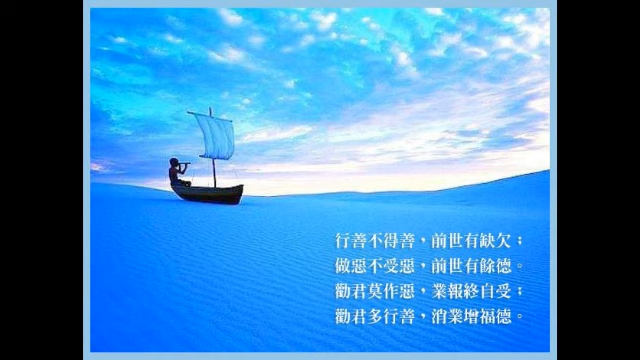 行善不得善，前世有缺欠；
做惡不受惡，前世有餘德。
勸君莫作惡，業報終自受；
勸君多行善，消業增福德。